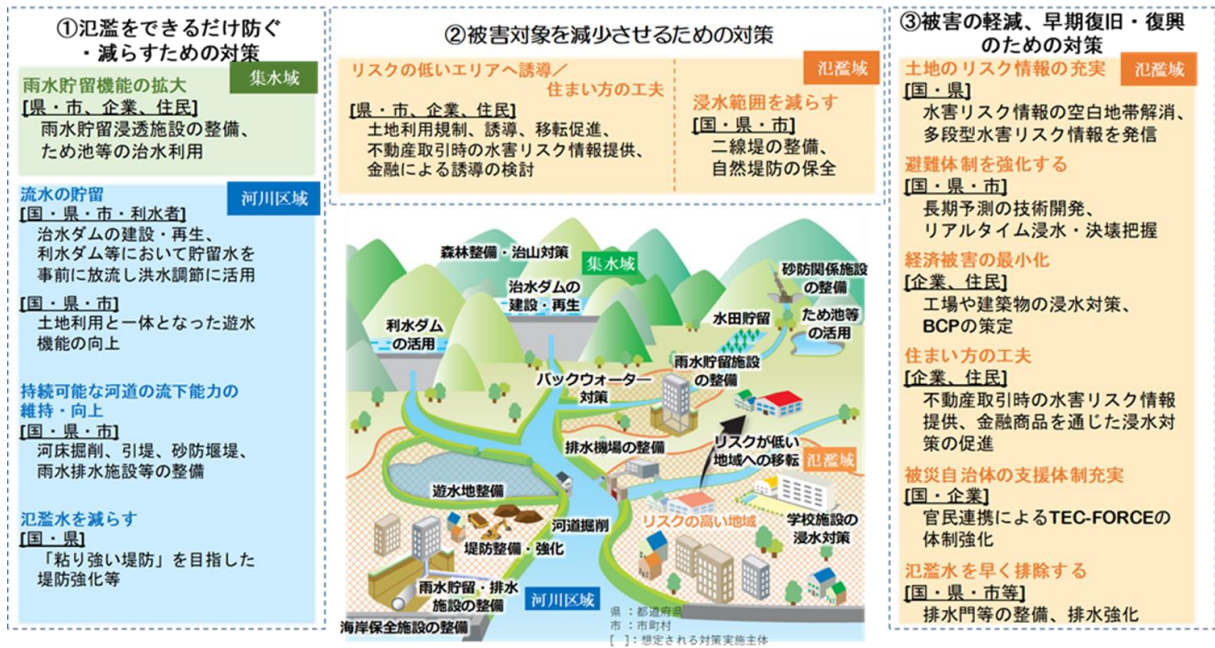 ①氾濫をできるだけ防ぐ
・減らすための対策
集水域
雨水貯留機能の拡大
[県・市、企業、住民]
雨水貯留浸透施設の整備、
ため池等の治水利用
河川区域
流水の貯留
[国・県・市・利水者]
治水ダムの建設・再生、
利水ダム等において貯留水を
事前に放流し洪水調節に活用
[国・県・市]
土地利用と一体となった遊水
機能の向上
持続可能な河道の流下能力の
維持・向上
[国・県・市]
河床掘削、引堤、砂防堰堤、
雨水排水施設等の整備
氾濫水を減らす
[国・県]
「粘り強い堤防」を目指した
堤防強化等
②被害対象を減少させるための対策
リスクの低いエリアへ誘導/
住まい方の工夫
[県・市、企業、住民]
土地利用規制、誘導、移転促進、
不動産取引時の水害リスク情報提供、
金融による誘導の検討
氾濫域
浸水範囲を減らす
[国・県・市]
二線堤の整備、
自然堤防の保全
森林整備・治山対策
集水域
治水ダムの
建設・再生
利水ダム
の活用
砂防関係施設
の整備
水田貯留
ため池等
の活用
雨水貯留施設
の整備
バックウォーター
対策
排水機場の整備
リスクが低い
地域への移転
氾濫域
遊水地整備
河道掘削
リスクの高い地域
学校施設の
浸水対策
堤防整備・強化
雨水貯留・排水
施設の整備
河川区域
海岸保全施設の整備
県：都道府県
市：市町村
[ ]：想定される対策実施主体
③被害の軽減、早期復旧・復興
のための対策
氾濫域
土地のリスク情報の充実
[国・県]
水害リスク情報の空白地帯解消、
多段型水害リスク情報を発信
避難体制を強化する
[国・県・市]
長期予測の技術開発、
リアルタイム浸水・決壊把握
経済被害の最小化
[企業、住民]
工場や建築物の浸水対策、
BCPの策定
住まい方の工夫
[企業、住民]
不動産取引時の水害リスク情報
提供、金融商品を通じた浸水対
策の促進
被災自治体の支援体制充実
[国・企業]
官民連携によるTEC-FORCEの
体制強化
氾濫水を早く排除する
[国・県・市等]
排水門等の整備、排水強化